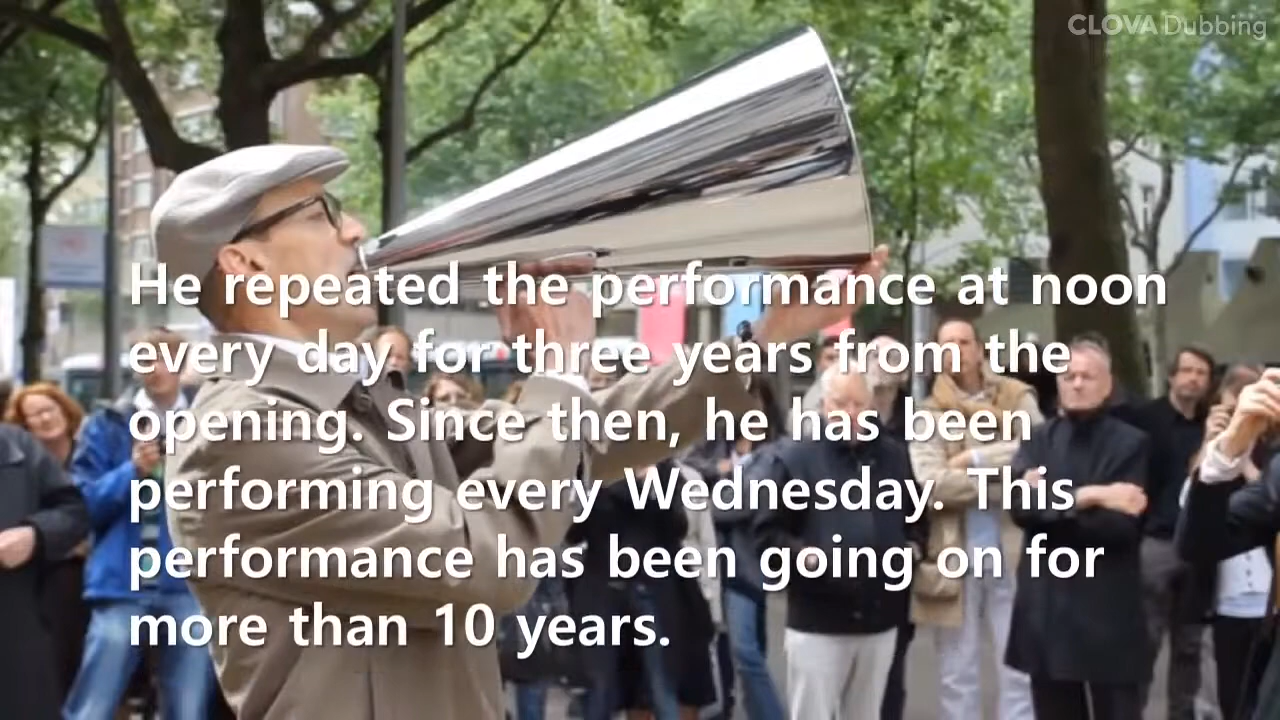 CLOVA Dubbing
He repeated the performance at noon
every day for three years from the
opening. Since then, he has been
performing every Wednesday. This
performance has been going on for
more than 10 years.